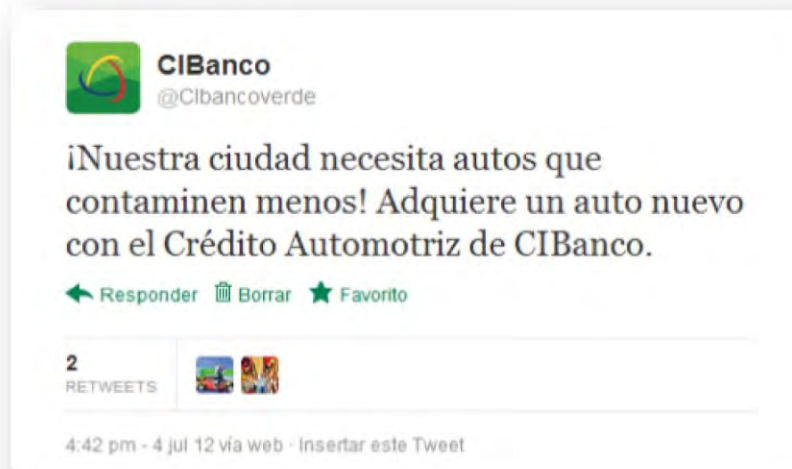 CIBanco
@CIbancoverde
¡Nuestra ciudad necesita autos que
contaminen menos! Adquiere un auto nuevo
con el Crédito Automotriz de CIBanco.
Responder Borrar Favorito
2
RETWEETS
4:42 pm - 4 jul 12 vía web · Insertar este Tweet